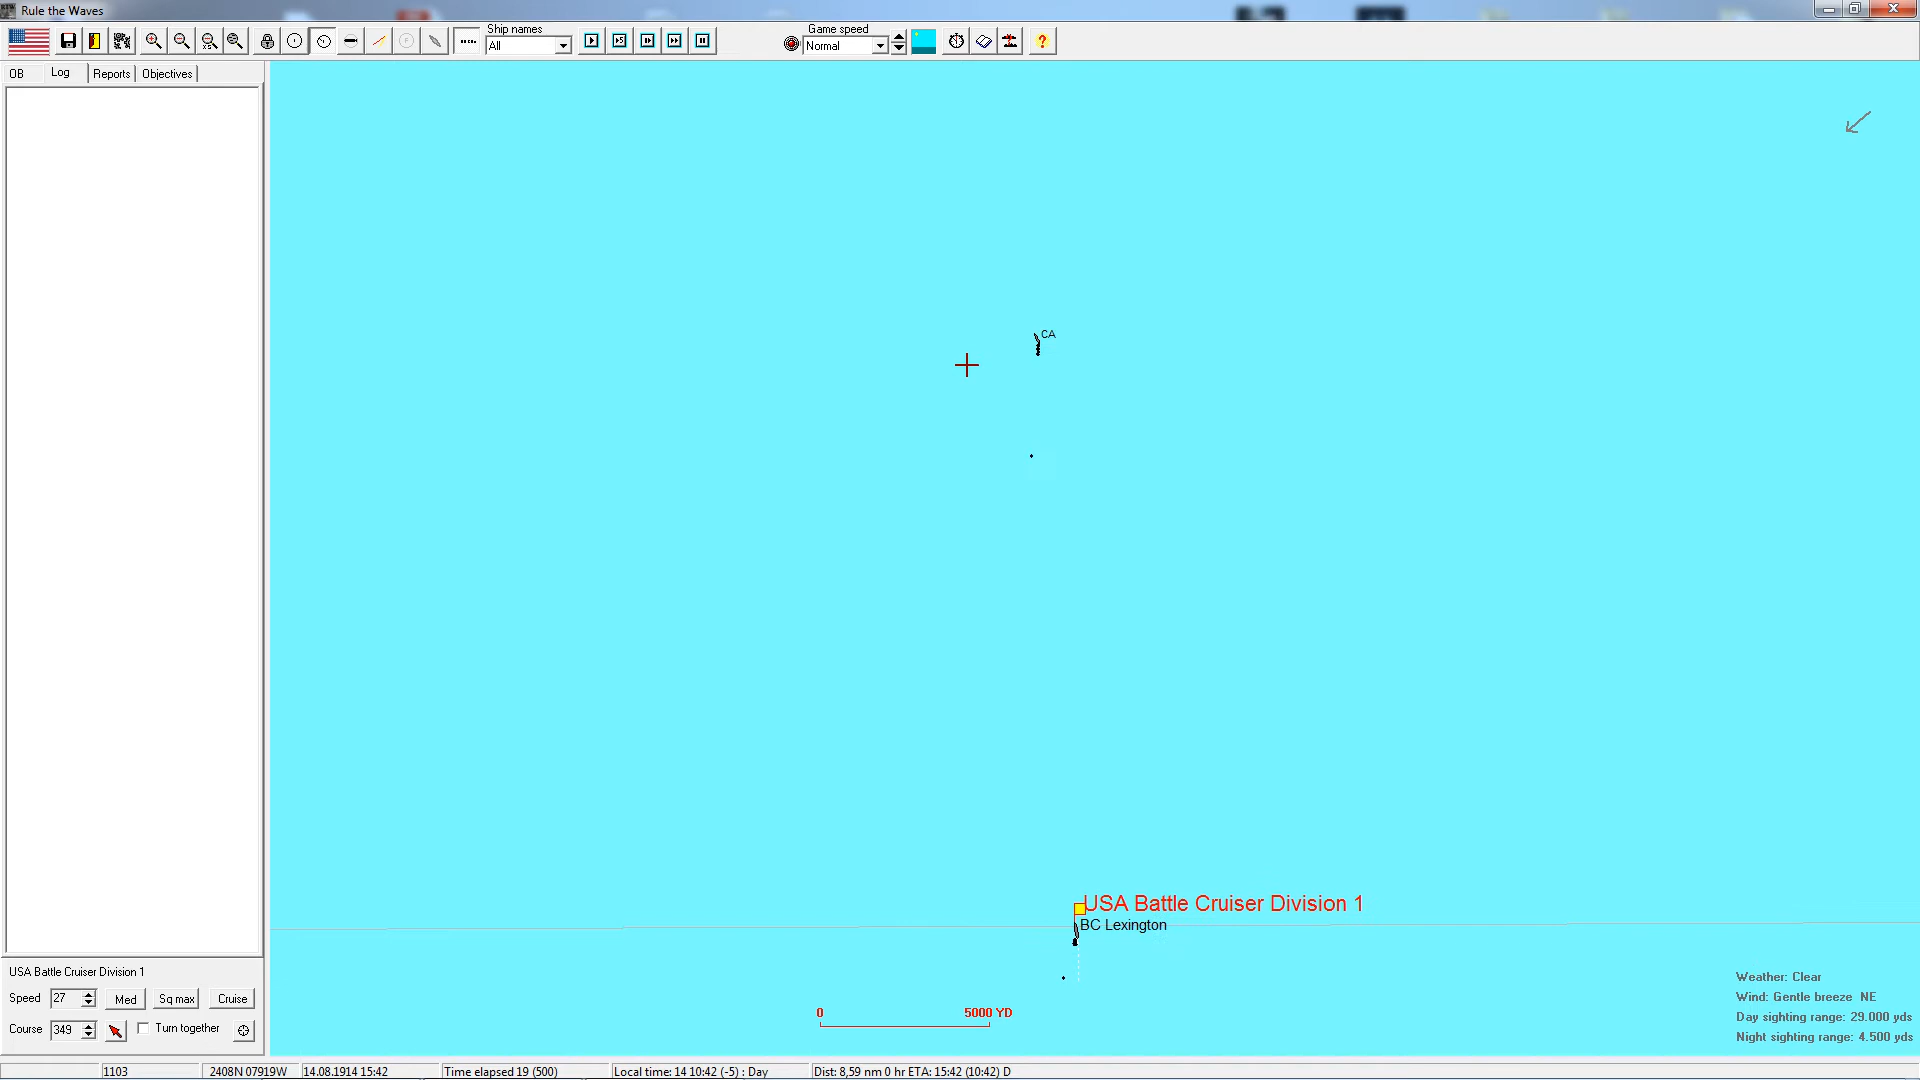 Rule the Waves
Ship names
All
Game speed
Normal
?
OB
Log
Reports
Objectives
CA
USA Battle Cruiser Division 1
BC Lexington
USA Battle Cruiser Division 1
Speed
27
Med
Sq max
Cruise
Course
349
Turn together
0
5000 YD
Weather: Clear
Wind: Gentle breeze NE
Day sighting range: 29.000 yds
Night sighting range: 4.500 yds
1103
2408N 07919W
14.08.1914 15:42
Time elapsed 19 (500)
Local time: 14 10:42 (-5) : Day
Dist: 8,59 nm 0 hr ETA: 15:42 (10:42) D